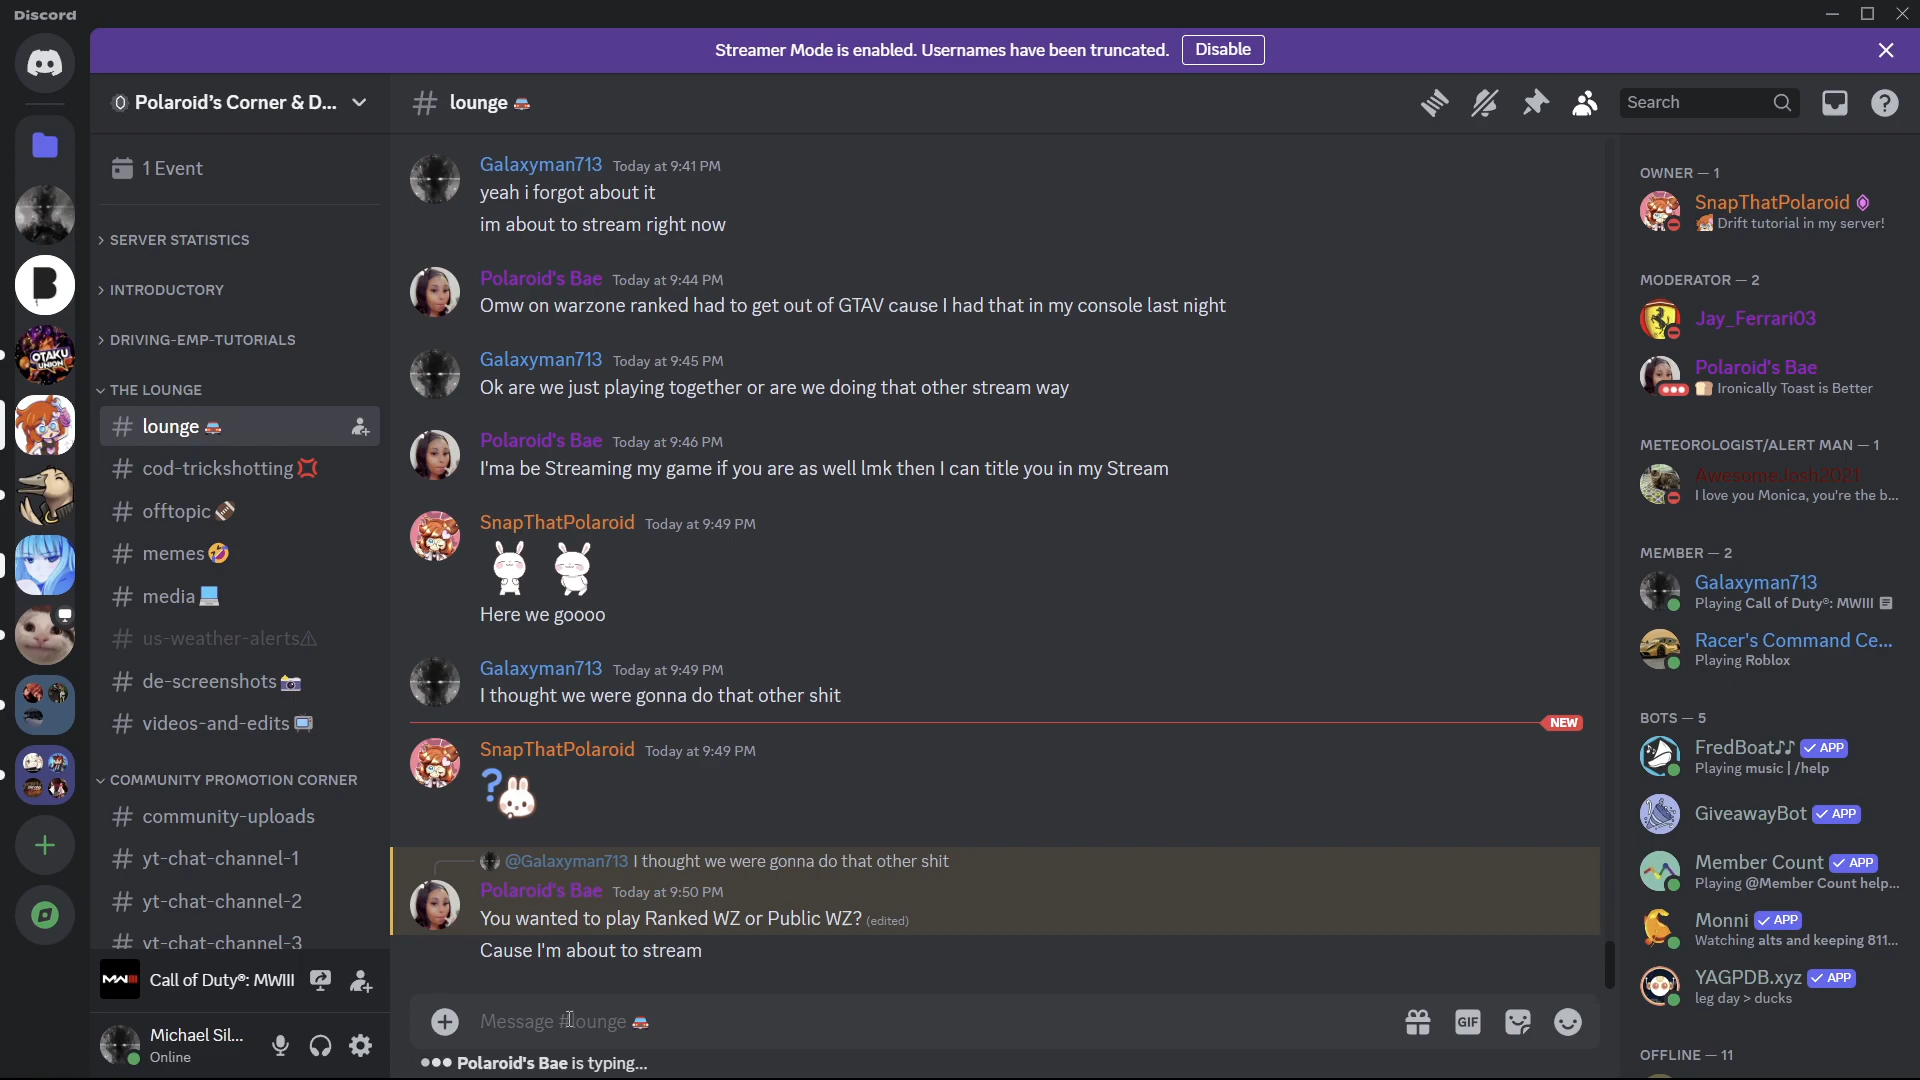 Discord
Streamer Mode is enabled. Usernames have been truncated. Disable
Polaroid's Corner & D...
lounge
Search
1 Event
SERVER STATISTICS
INTRODUCTORY
DRIVING-EMP-TUTORIALS
THE LOUNGE
lounge
cod-trickshotting
offtopic
memes
media
us-weather-alerts
de-screenshots
videos-and-edits
COMMUNITY PROMOTION CORNER
community-uploads
yt-chat-channel-1
yt-chat-channel-2
yt-chat-channel-3
Call of Duty®: MWIII
Michael Sil...
Online
Galaxyman713 Today at 9:41 PM
yeah i forgot about it
im about to stream right now
Polaroid's Bae Today at 9:44 PM
Omw on warzone ranked had to get out of GTAV cause I had that in my console last night
Galaxyman713 Today at 9:45 PM
Ok are we just playing together or are we doing that other stream way
Polaroid's Bae Today at 9:46 PM
I'ma be Streaming my game if you are as well lmk then I can title you in my Stream
SnapThatPolaroid Today at 9:49 PM
Here we goooo
Galaxyman713 Today at 9:49 PM
I thought we were gonna do that other shit
NEW
SnapThatPolaroid Today at 9:49 PM
?
@Galaxyman713 I thought we were gonna do that other shit
Polaroid's Bae Today at 9:50 PM
You wanted to play Ranked WZ or Public WZ? (edited)
Cause I'm about to stream
Message #lounge
GIF
Polaroid's Bae is typing...
OWNER — 1
SnapThatPolaroid
Drift tutorial in my server!
MODERATOR — 2
Jay_Ferrari03
Polaroid's Bae
Ironically Toast is Better
METEOROLOGIST/ALERT MAN — 1
AwesomeJosh2021
I love you Monica, you're the b...
MEMBER — 2
Galaxyman713
Playing Call of Duty®: MWIII
Racer's Command Ce...
Playing Roblox
BOTS — 5
FredBoat♪♪ ✓ APP
Playing music | /help
GiveawayBot ✓ APP
Member Count ✓ APP
Playing @Member Count help...
Monni ✓ APP
Watching alts and keeping 811...
YAGPDB.xyz ✓ APP
leg day > ducks
OFFLINE — 11
B
OTAKU
UNION